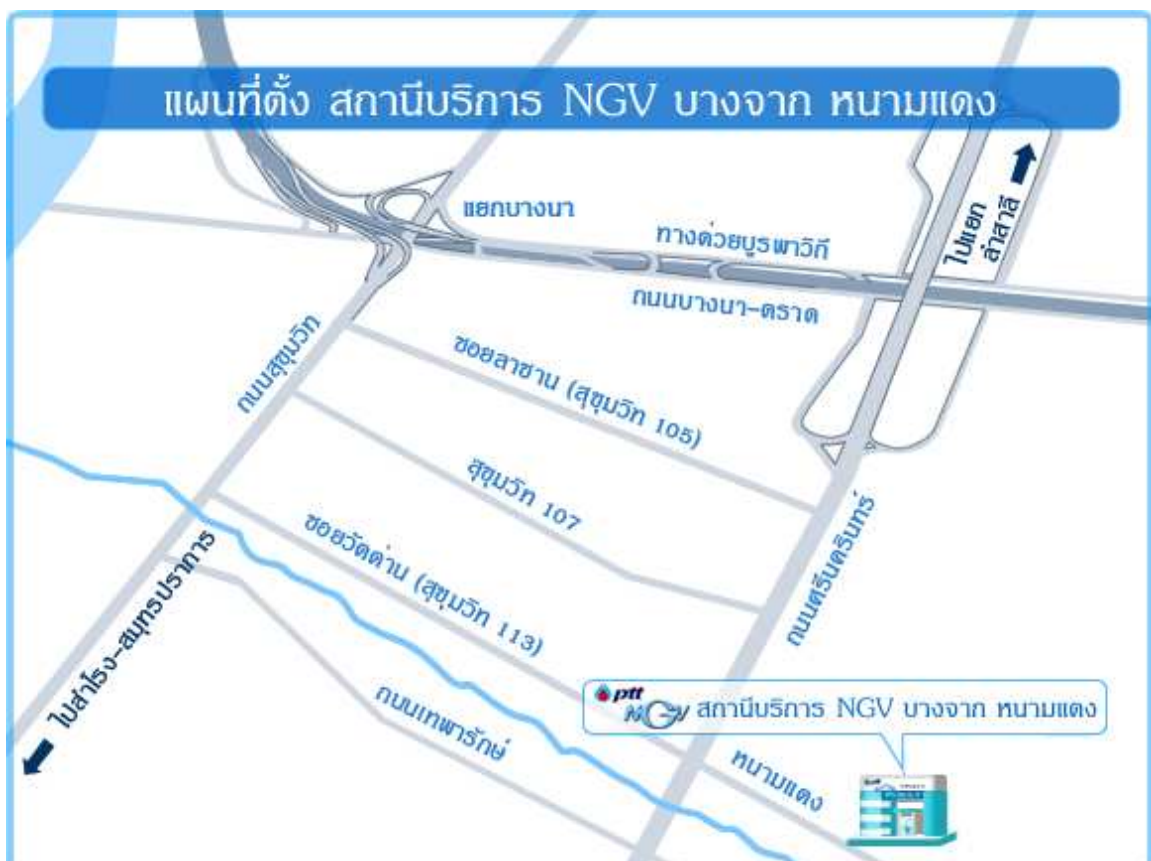 แผนที่ตั้ง สถานีบริการ NGV บางจาก หนามแดง
แยกบางนา
ทางด่วยบูรพาวิถี
ไปแยก
ลำสาลี
ถนนบางนา-ตราด
ถนนสุขุมวิท
ซอยลาซาน (สุขุมวิท 105)
สุขุมวิท 107
ถนนศรีนครินทร์
ซอยวัดด่าน (สุขุมวิท 113)
ไปสำโรง-สมุทรปราการ
ถนนเทพารักษ์
ptt
NGV สถานีบริการ NGV บางจาก หนามแดง
หนามแดง